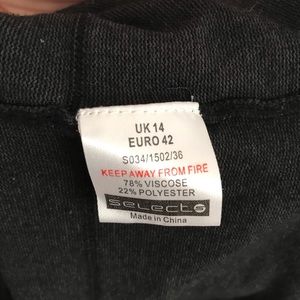 UK 14
EURO 42
S034/1502/36
KEEP AWAY FROM FIRE
78% VISCOSE
22% POLYESTER
select
Made in China